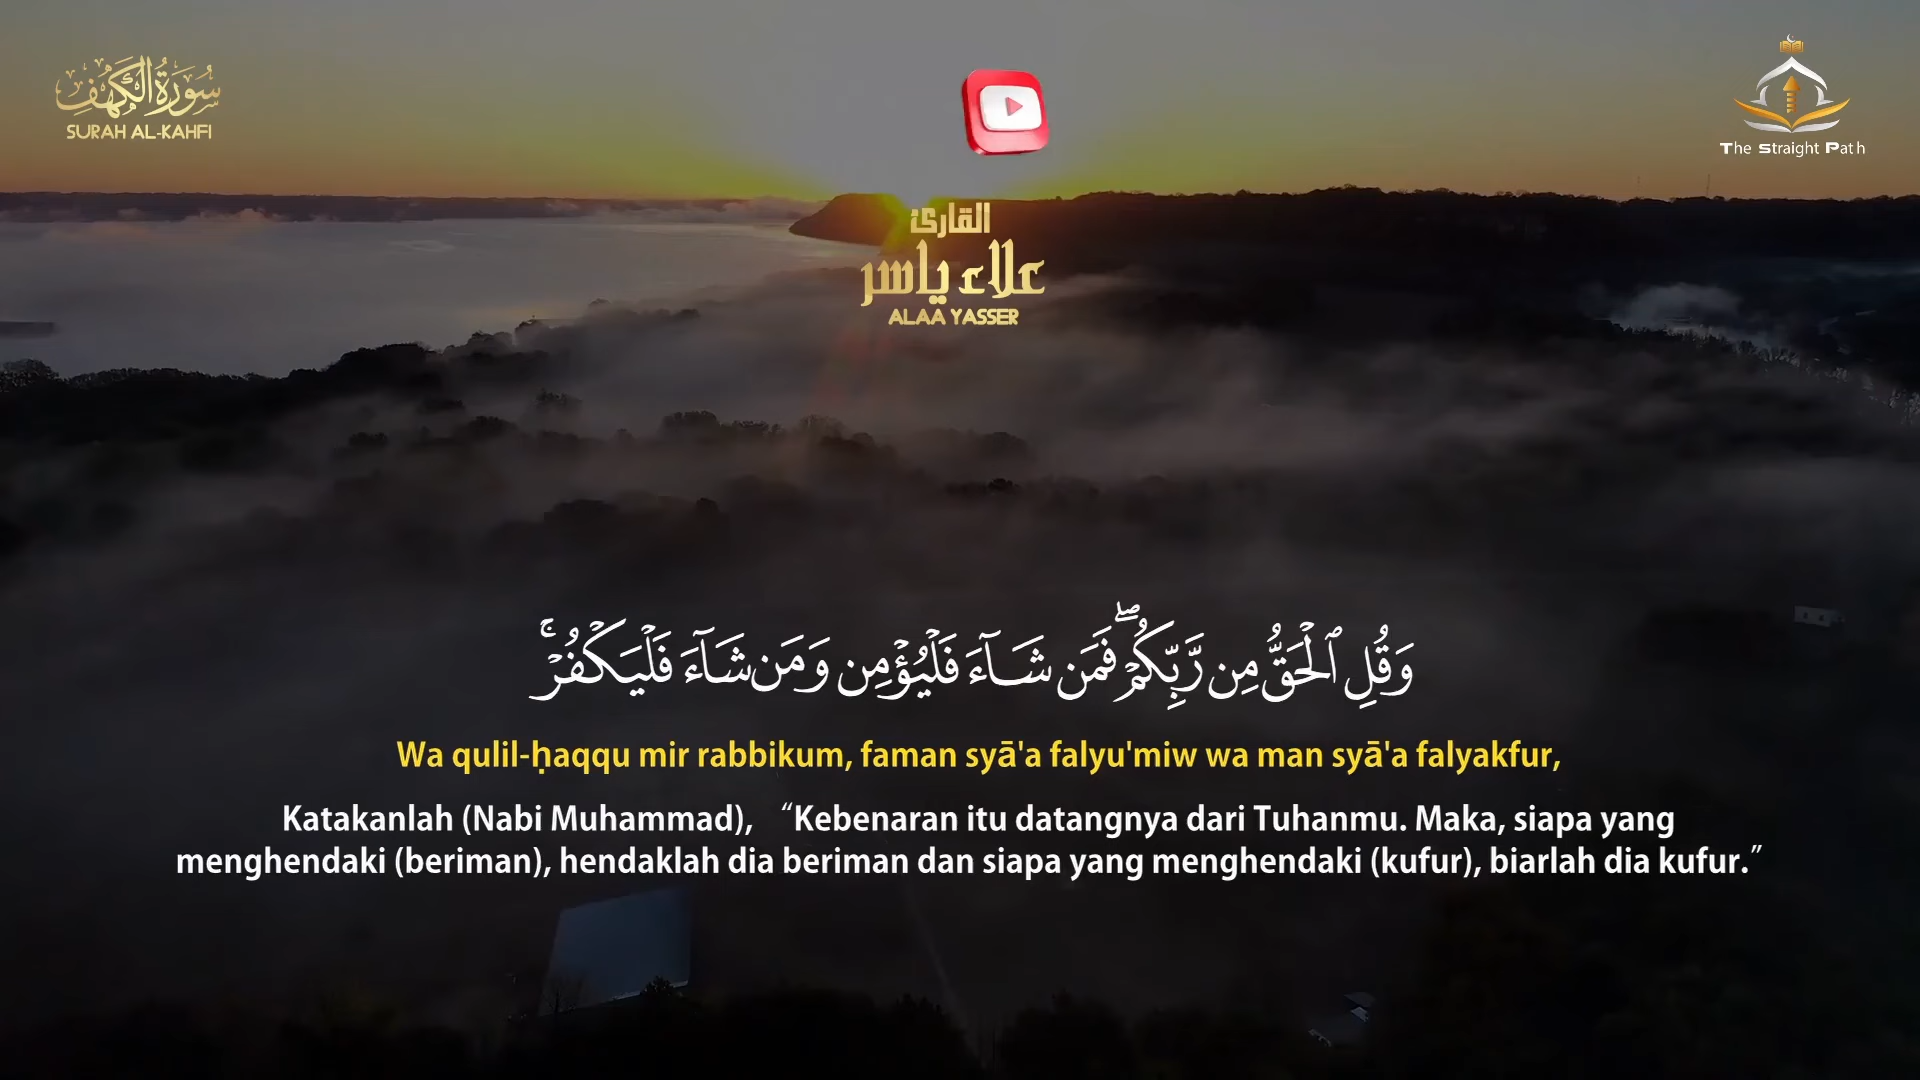 سُورَةُ الْكَهْفِ
SURAH AL-KAHFI
The Straight Path
القارئ
علاء ياسر
ALAA YASSER
وَقُلِ ٱلْحَقُّ مِن رَّبِّكُمْ ۖ فَمَن شَآءَ فَلْيُؤْمِن وَمَن شَآءَ فَلْيَكْفُرْ ۚ
Wa qulil-ḥaqqu mir rabbikum, faman syā'a falyu'miw wa man syā'a falyakfur,
Katakanlah (Nabi Muhammad), “Kebenaran itu datangnya dari Tuhanmu. Maka, siapa yang
menghendaki (beriman), hendaklah dia beriman dan siapa yang menghendaki (kufur), biarlah dia kufur.”